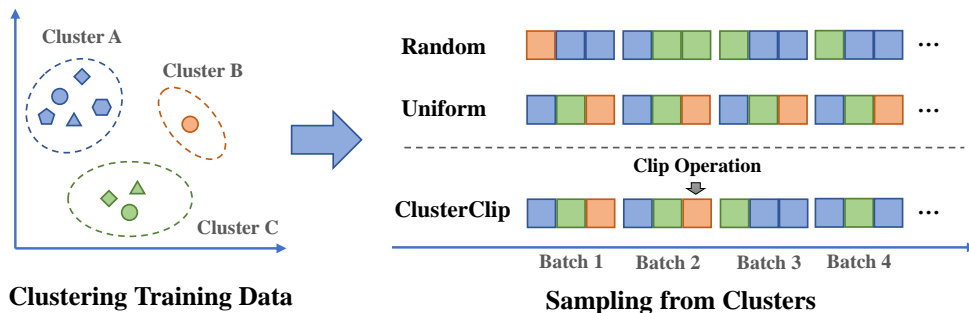 Cluster A
Cluster B
Cluster C
Clustering Training Data
Random
...
Uniform
...
Clip Operation
ClusterClip
...
Batch 1 Batch 2 Batch 3 Batch 4
Sampling from Clusters